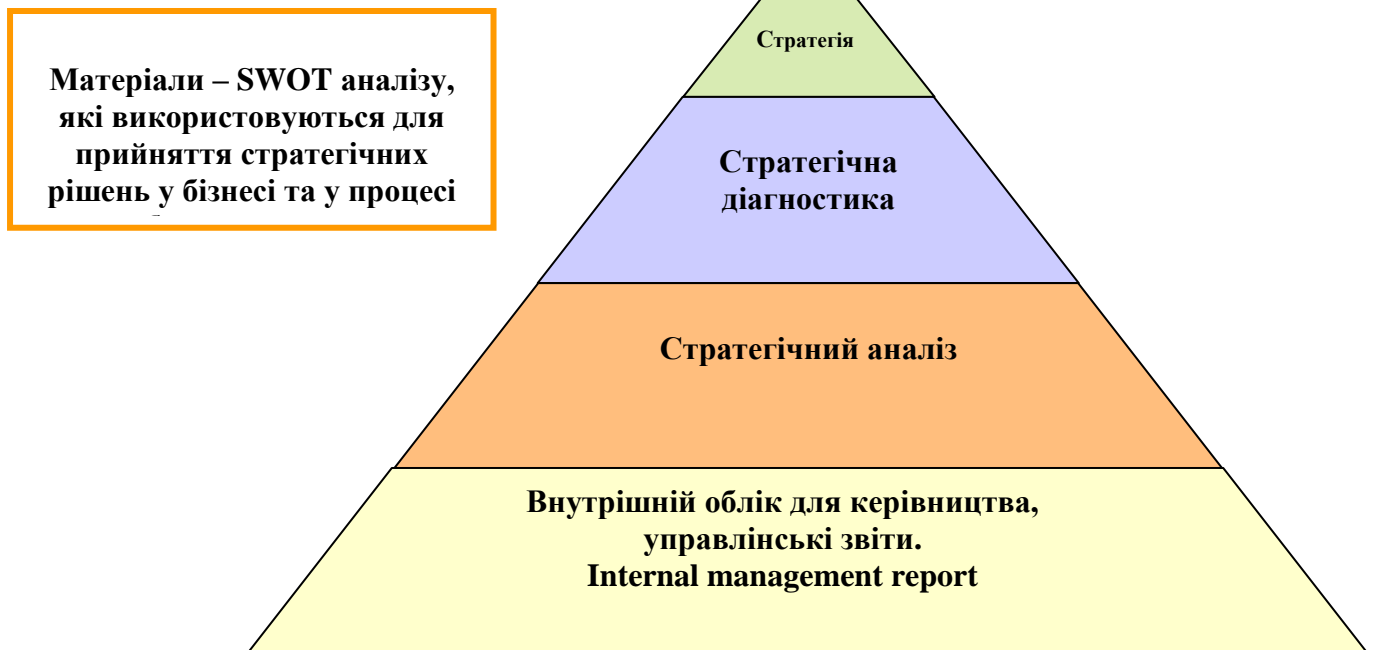 Матеріали – SWOT аналізу,
які використовуються для
прийняття стратегічних
рішень у бізнесі та у процесі
Стратегія
Стратегічна
діагностика
Стратегічний аналіз
Внутрішній облік для керівництва,
управлінські звіти.
Internal management report